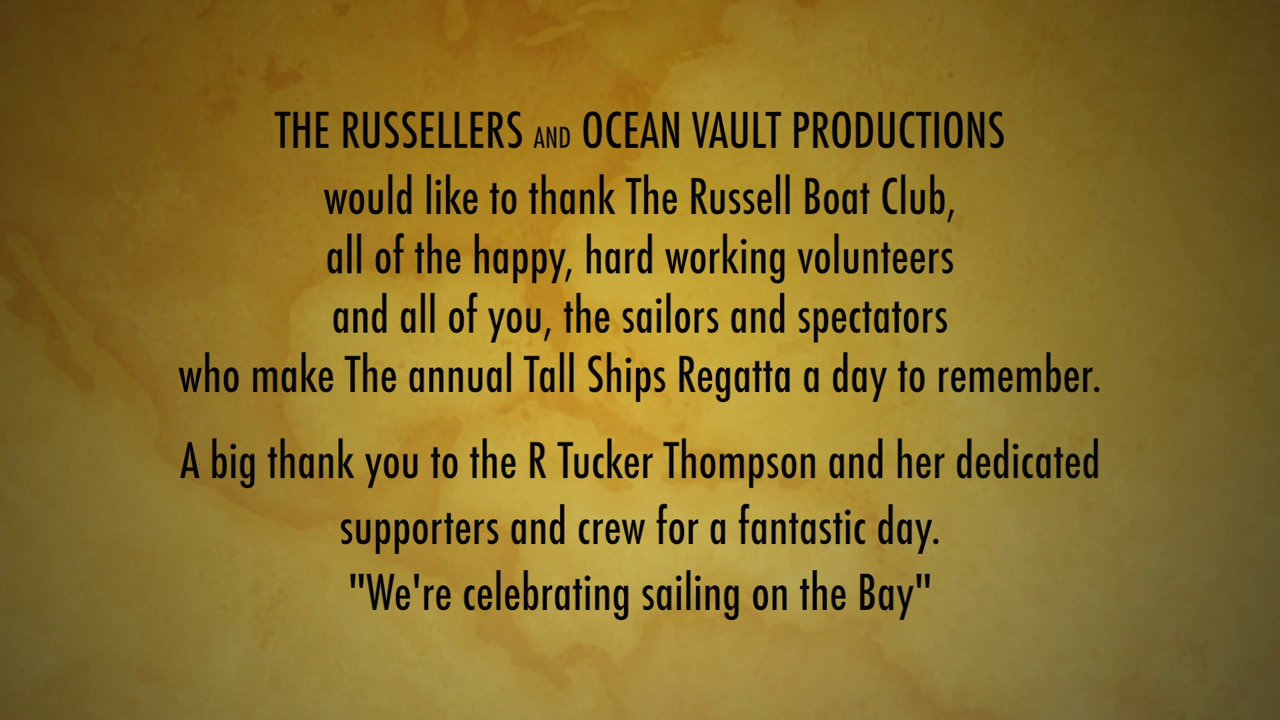 THE RUSSELLERS AND OCEAN VAULT PRODUCTIONS
would like to thank The Russell Boat Club,
all of the happy, hard working volunteers
and all of you, the sailors and spectators
who make The annual Tall Ships Regatta a day to remember.
A big thank you to the R Tucker Thompson and her dedicated
supporters and crew for a fantastic day.
"We're celebrating sailing on the Bay"